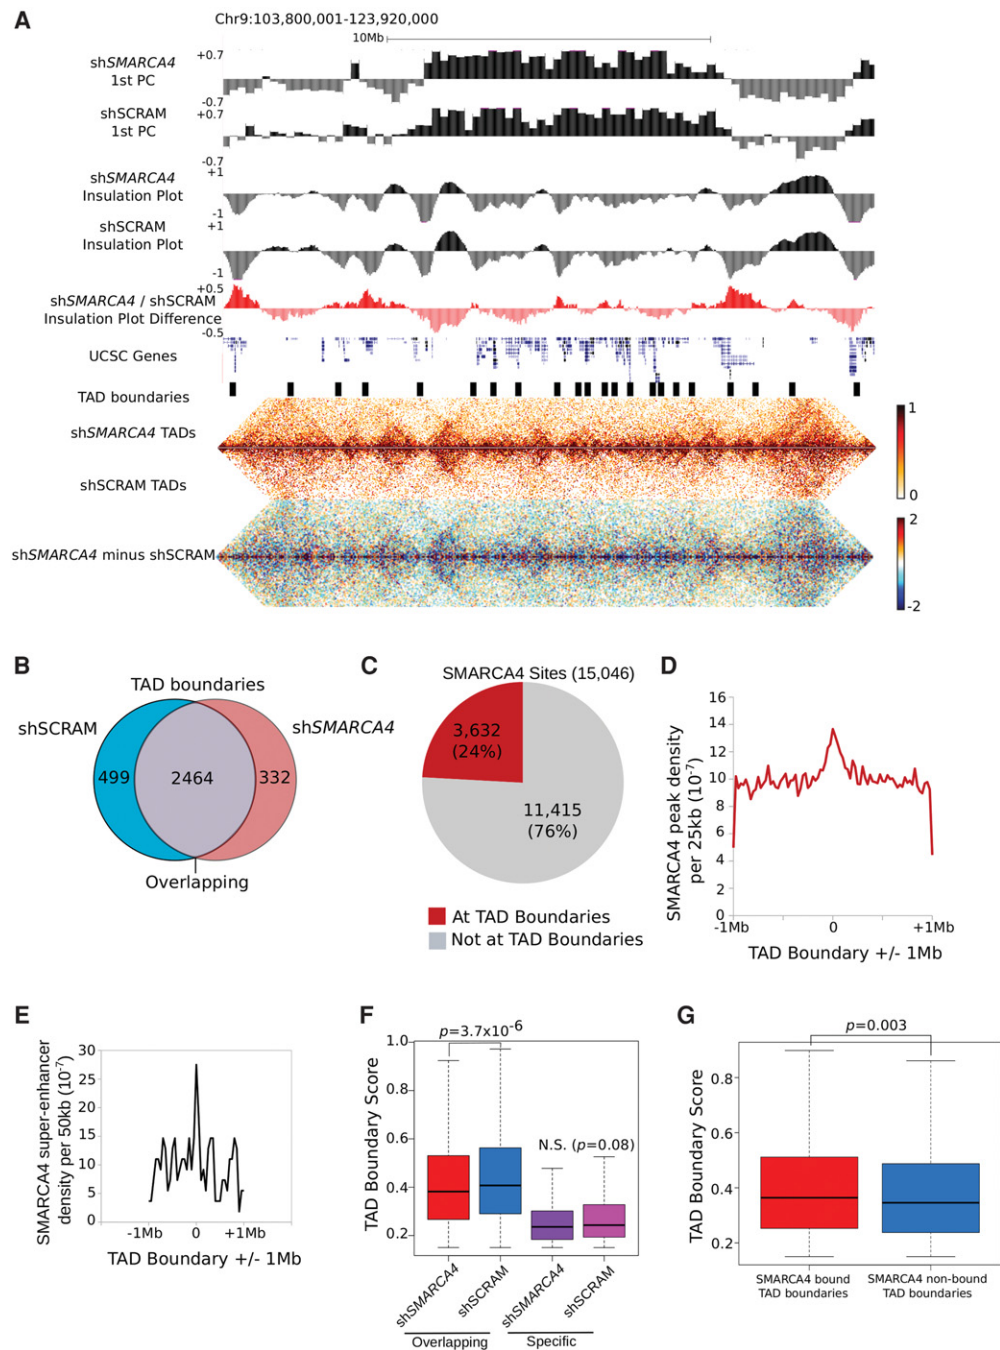 A
Chr9:103,800,001-123,920,000
10Mb
shSMARCA4
1st PC
+0.7
-0.7
shSCRAM
1st PC
+0.7
-0.7
shSMARCA4
Insulation Plot
+1
-1
shSCRAM
Insulation Plot
+1
-1
shSMARCA4 / shSCRAM
Insulation Plot Difference
+0.5
-0.5
UCSC Genes
TAD boundaries
shSMARCA4 TADs
shSCRAM TADs
1
0
shSMARCA4 minus shSCRAM
2
-2
B
TAD boundaries
shSCRAM
shSMARCA4
499
2464
332
Overlapping
C
SMARCA4 Sites (15,046)
3,632
(24%)
11,415
(76%)
At TAD Boundaries
Not at TAD Boundaries
D
SMARCA4 peak density
per 25kb (10⁻⁷)
16
14
12
10
8
6
4
2
0
-1Mb
0
+1Mb
TAD Boundary +/- 1Mb
E
SMARCA4 super-enhancer
density per 50kb (10⁻⁷)
30
25
20
15
10
5
0
-1Mb
0
+1Mb
TAD Boundary +/- 1Mb
F
p=3.7x10⁻⁶
TAD Boundary Score
1.0
0.8
0.6
0.4
0.2
N.S. (p=0.08)
shSMARCA4
shSCRAM
shSMARCA4
shSCRAM
Overlapping
Specific
G
p=0.003
TAD Boundary Score
0.8
0.6
0.4
0.2
SMARCA4 bound
TAD boundaries
SMARCA4 non-bound
TAD boundaries